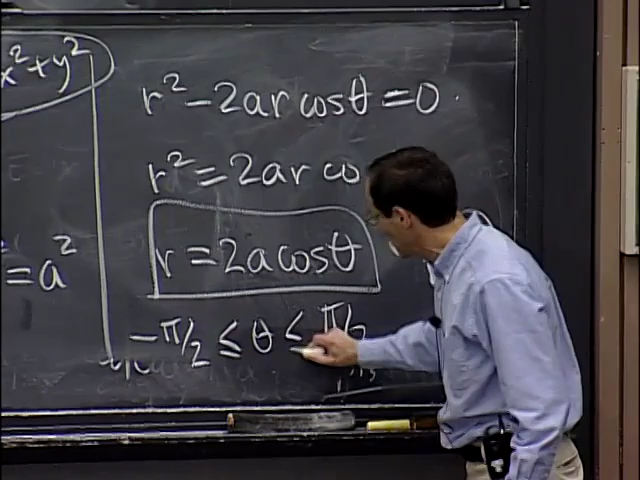 x²+y²
r²-2ar cosθ=0.
r²=2ar co
r=2a cosθ
=a²
-π/2 ≤ θ < π/2